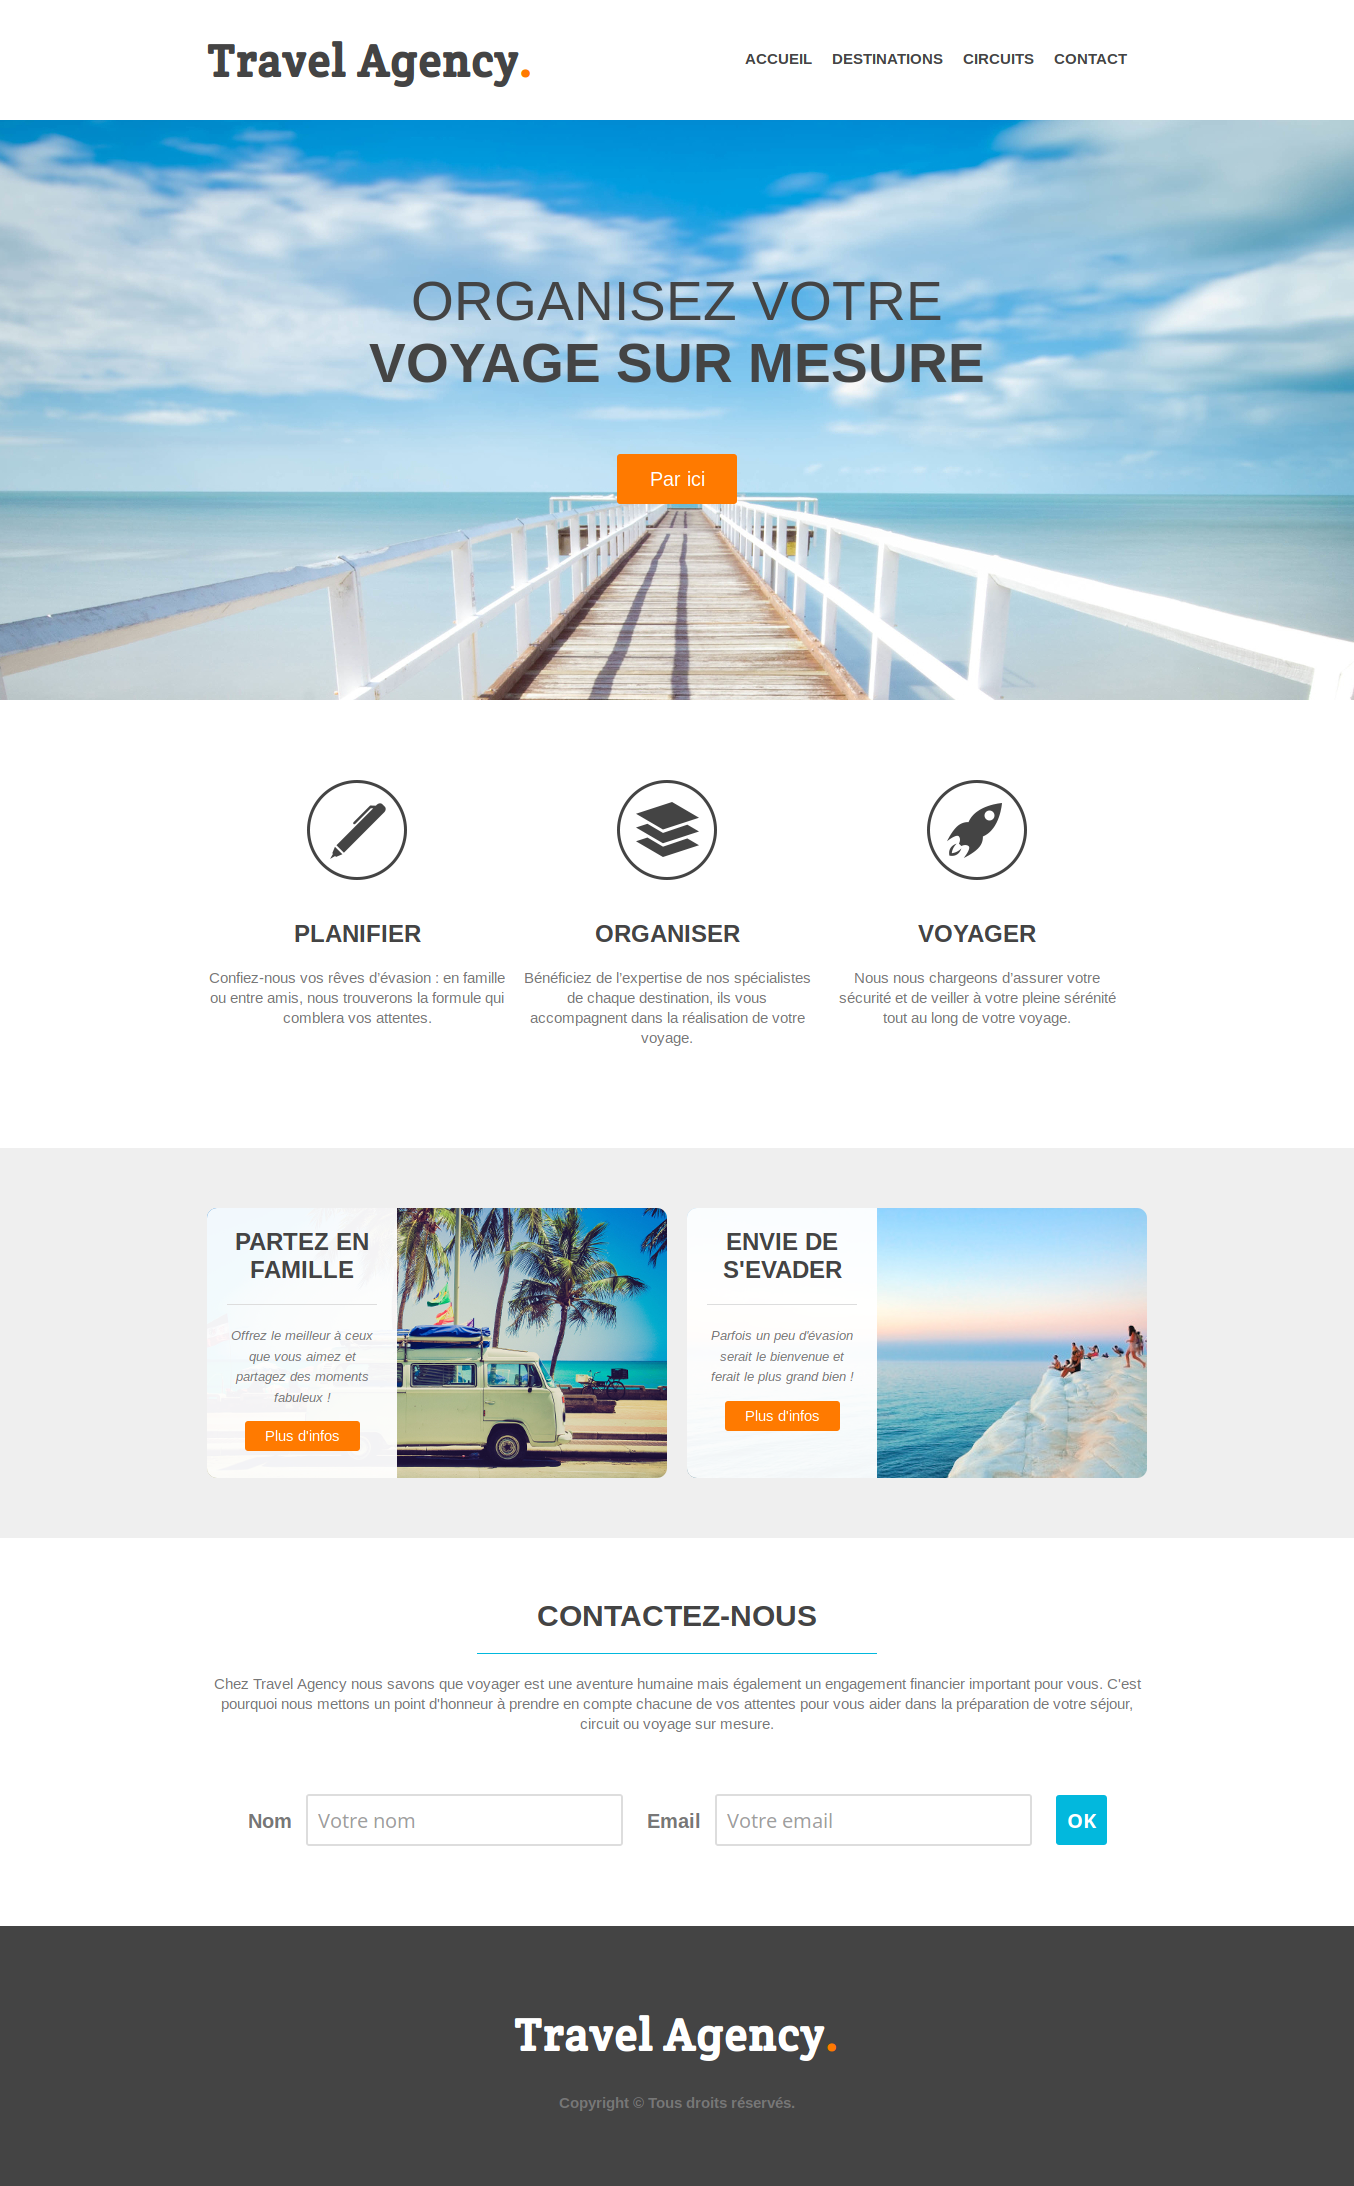 Travel Agency.
ACCUEIL DESTINATIONS CIRCUITS CONTACT
ORGANISEZ VOTRE
VOYAGE SUR MESURE
Par ici
PLANIFIER
Confiez-nous vos rêves d'évasion : en famille
ou entre amis, nous trouverons la formule qui
comblera vos attentes.
ORGANISER
Bénéficiez de l'expertise de nos spécialistes
de chaque destination, ils vous
accompagnent dans la réalisation de votre
voyage.
VOYAGER
Nous nous chargeons d'assurer votre
sécurité et de veiller à votre pleine sérénité
tout au long de votre voyage.
PARTEZ EN
FAMILLE
Offrez le meilleur à ceux
que vous aimez et
partagez des moments
fabuleux !
Plus d'infos
ENVIE DE
S'EVADER
Parfois un peu d'évasion
serait le bienvenue et
ferait le plus grand bien !
Plus d'infos
CONTACTEZ-NOUS
Chez Travel Agency nous savons que voyager est une aventure humaine mais également un engagement financier important pour vous. C'est
pourquoi nous mettons un point d'honneur à prendre en compte chacune de vos attentes pour vous aider dans la préparation de votre séjour,
circuit ou voyage sur mesure.
Nom Votre nom Email Votre email OK
Travel Agency.
Copyright © Tous droits réservés.